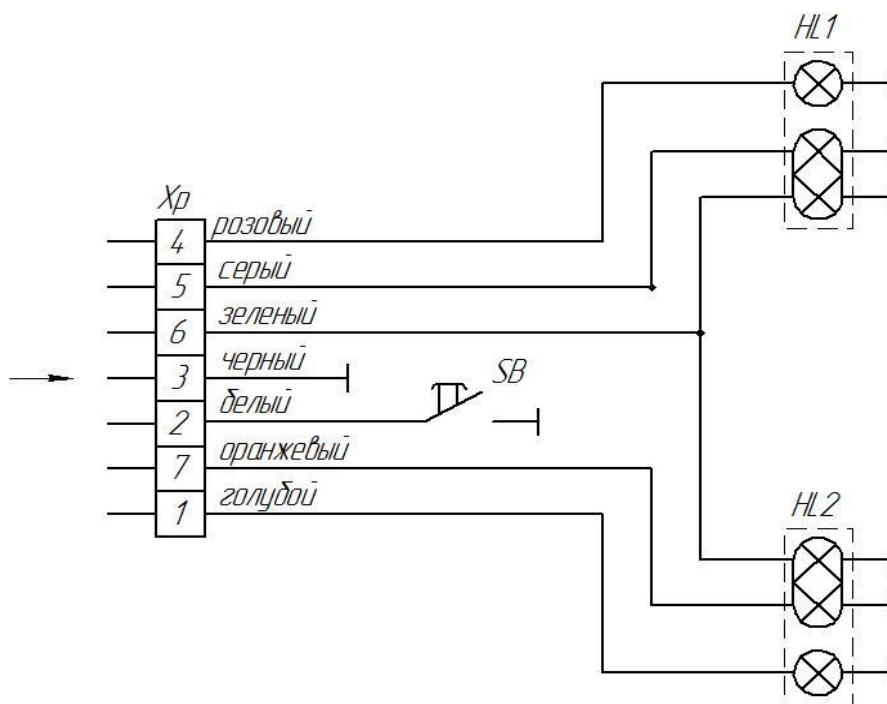 HL1
Xp
4 розовый
5 серый
6 зеленый
3 черный
2 белый
SB
7 оранжевый
1 голубой
HL2